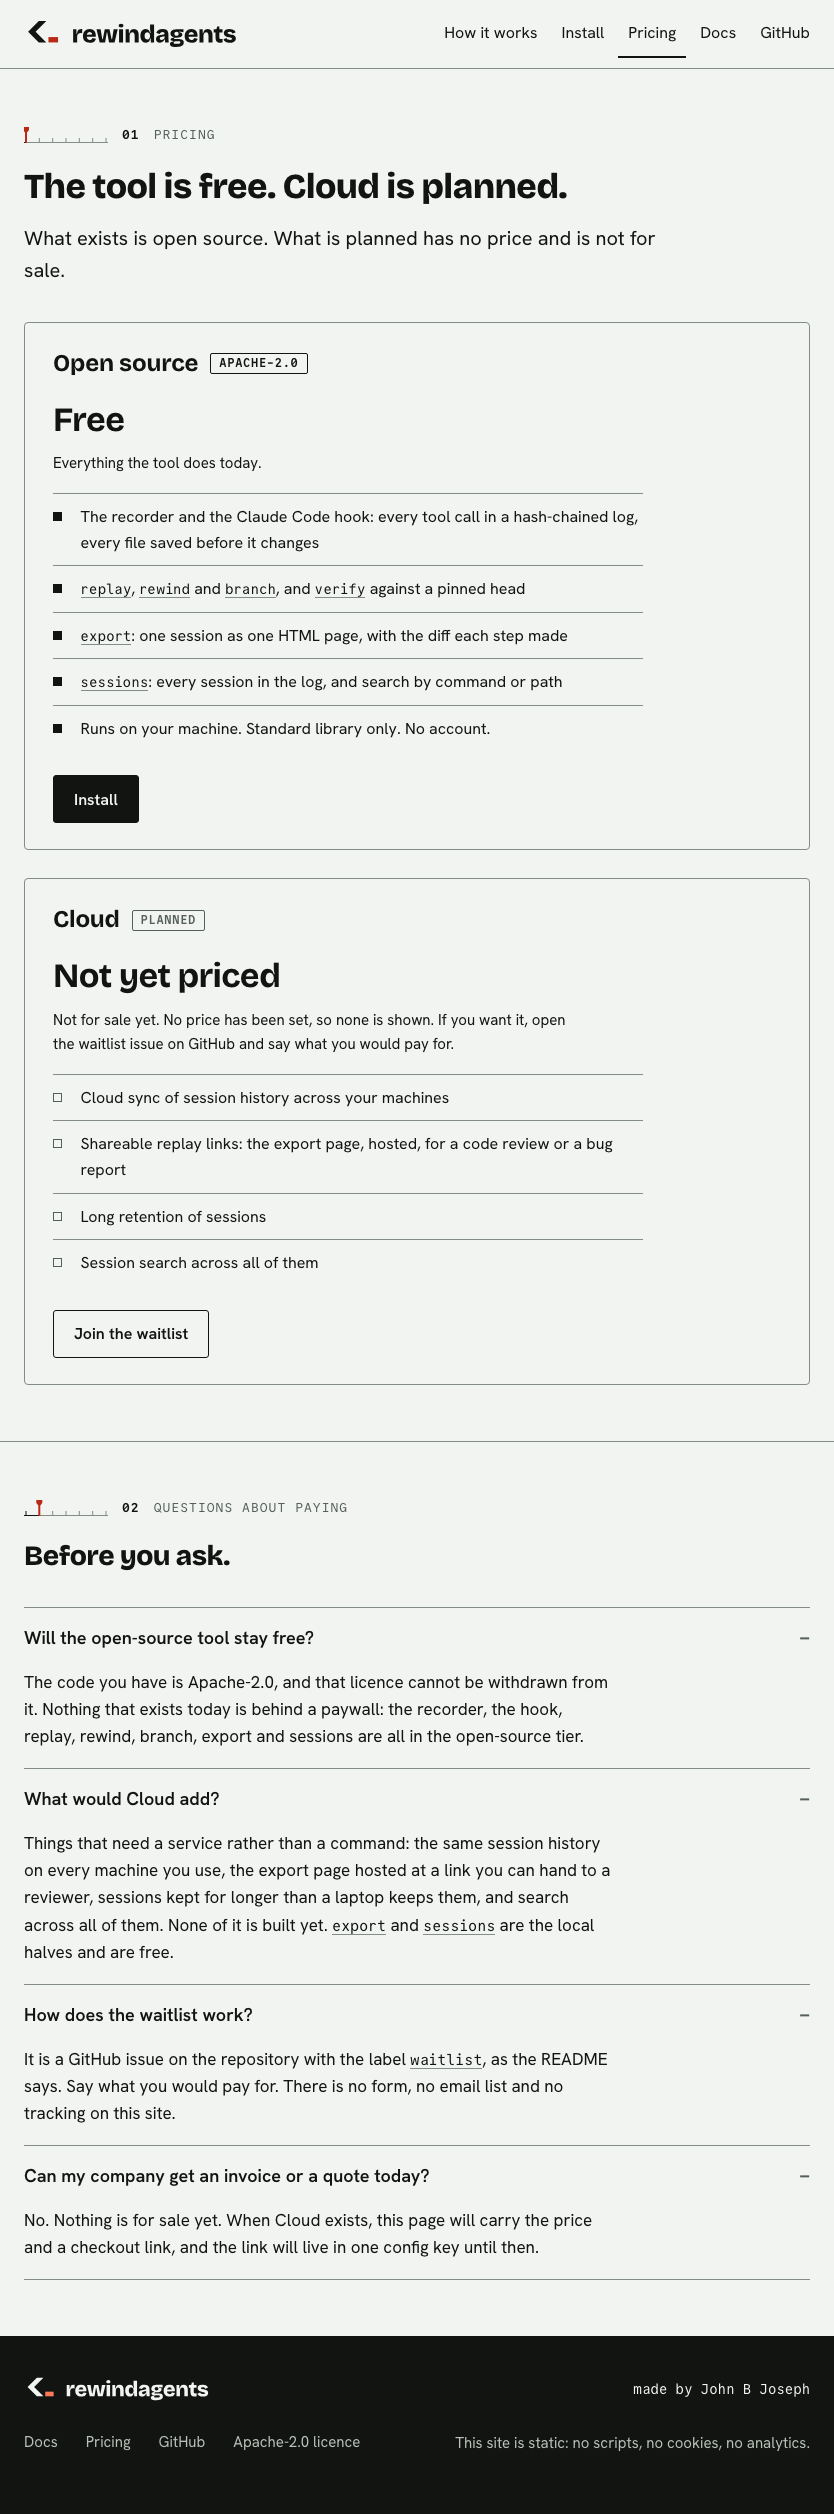 rewindagents
How it works Install Pricing Docs GitHub
01 PRICING
The tool is free. Cloud is planned.
What exists is open source. What is planned has no price and is not for
sale.
Open source APACHE-2.0
Free
Everything the tool does today.
The recorder and the Claude Code hook: every tool call in a hash-chained log,
every file saved before it changes
replay, rewind and branch, and verify against a pinned head
export: one session as one HTML page, with the diff each step made
sessions: every session in the log, and search by command or path
Runs on your machine. Standard library only. No account.
Install
Cloud PLANNED
Not yet priced
Not for sale yet. No price has been set, so none is shown. If you want it, open
the waitlist issue on GitHub and say what you would pay for.
Cloud sync of session history across your machines
Shareable replay links: the export page, hosted, for a code review or a bug
report
Long retention of sessions
Session search across all of them
Join the waitlist
02 QUESTIONS ABOUT PAYING
Before you ask.
Will the open-source tool stay free?
The code you have is Apache-2.0, and that licence cannot be withdrawn from
it. Nothing that exists today is behind a paywall: the recorder, the hook,
replay, rewind, branch, export and sessions are all in the open-source tier.
What would Cloud add?
Things that need a service rather than a command: the same session history
on every machine you use, the export page hosted at a link you can hand to a
reviewer, sessions kept for longer than a laptop keeps them, and search
across all of them. None of it is built yet. export and sessions are the local
halves and are free.
How does the waitlist work?
It is a GitHub issue on the repository with the label waitlist, as the README
says. Say what you would pay for. There is no form, no email list and no
tracking on this site.
Can my company get an invoice or a quote today?
No. Nothing is for sale yet. When Cloud exists, this page will carry the price
and a checkout link, and the link will live in one config key until then.
rewindagents
made by John B Joseph
Docs Pricing GitHub Apache-2.0 licence
This site is static: no scripts, no cookies, no analytics.